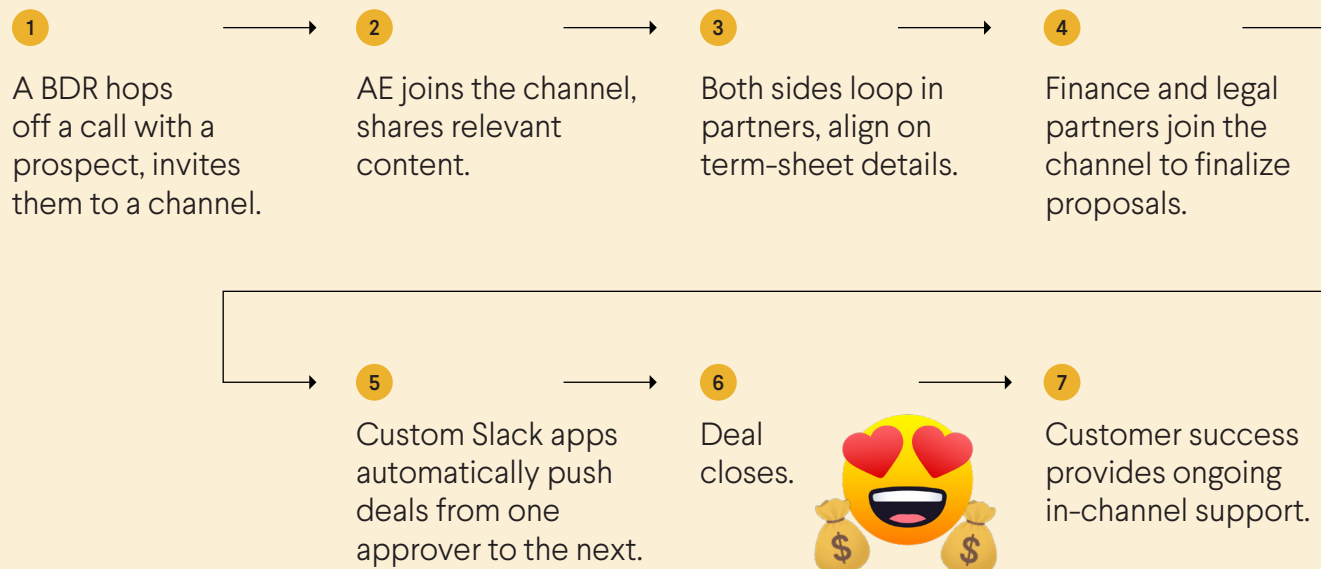 1
A BDR hops
off a call with a
prospect, invites
them to a channel.
2
AE joins the channel,
shares relevant
content.
3
Both sides loop in
partners, align on
term-sheet details.
4
Finance and legal
partners join the
channel to finalize
proposals.
5
Custom Slack apps
automatically push
deals from one
approver to the next.
6
Deal
closes.
$
$
7
Customer success
provides ongoing
in-channel support.